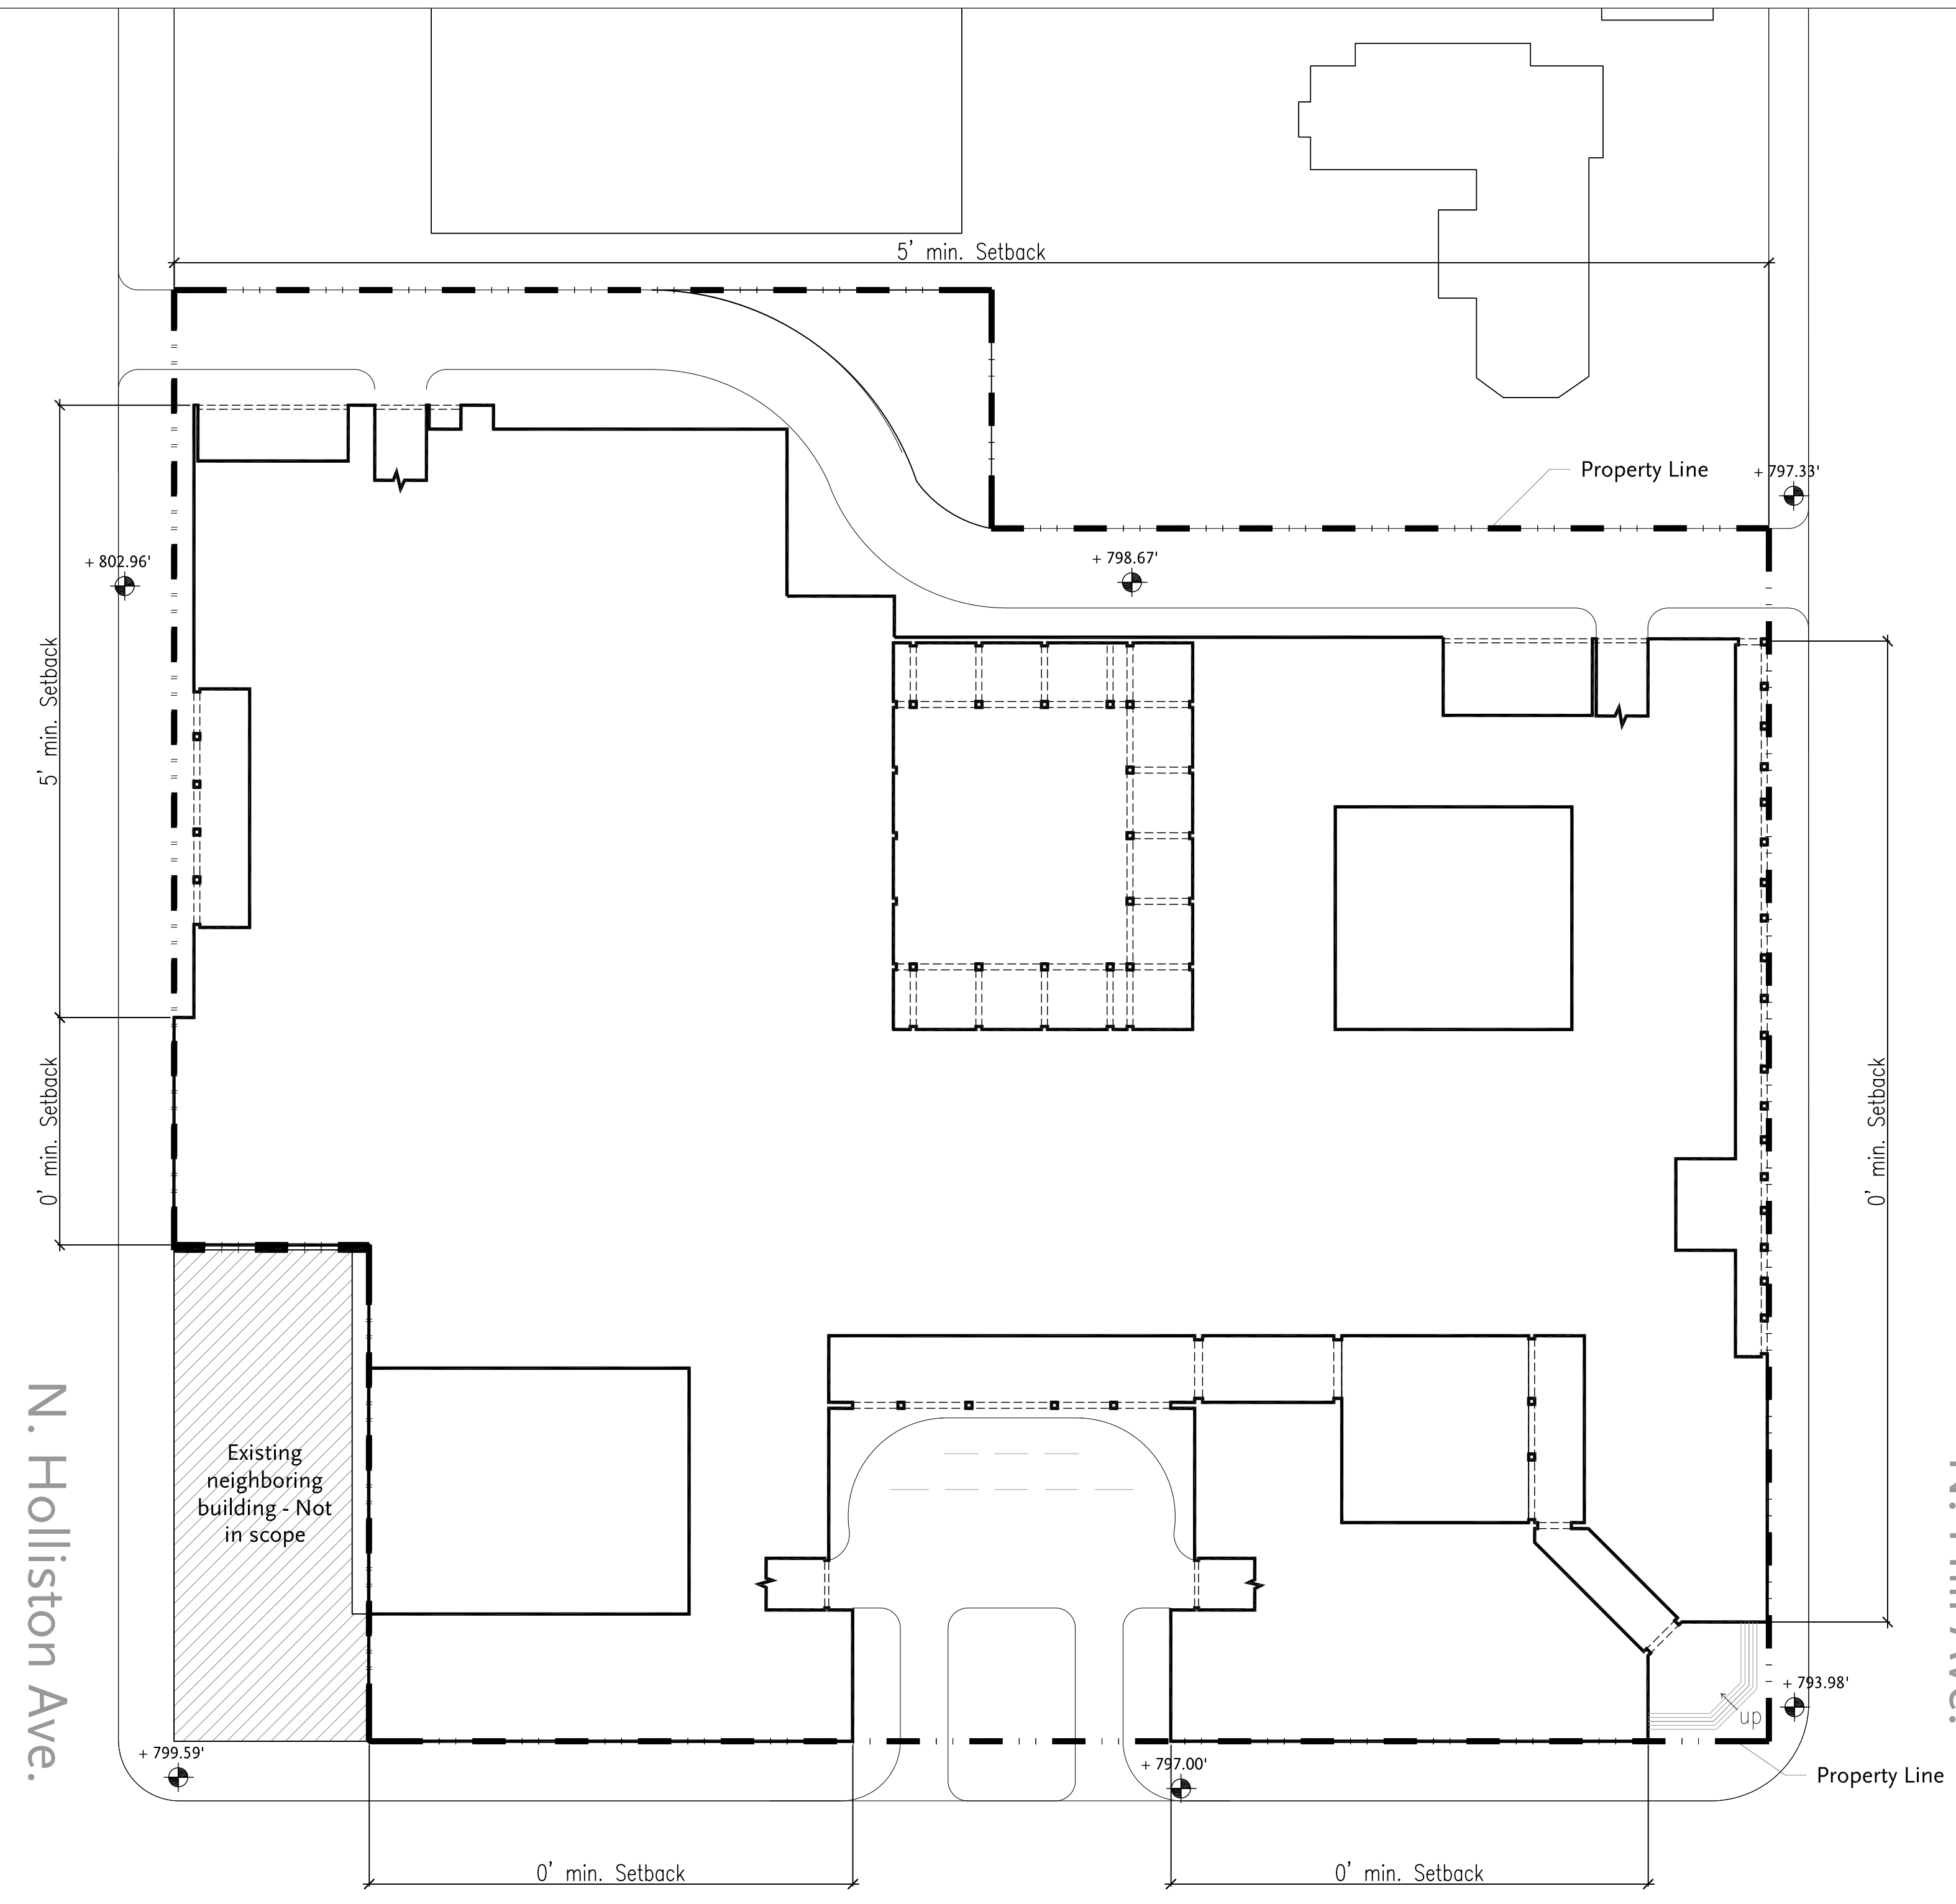 5' min. Setback
Property Line
+ 797.33'
+ 802.96'
+ 798.67'
5' min. Setback
0' min. Setback
0' min. Setback
N. Holliston Ave.
Existing
neighboring
building - Not
in scope
+ 793.98'
up
+ 799.59'
+ 797.00'
Property Line
0' min. Setback
0' min. Setback